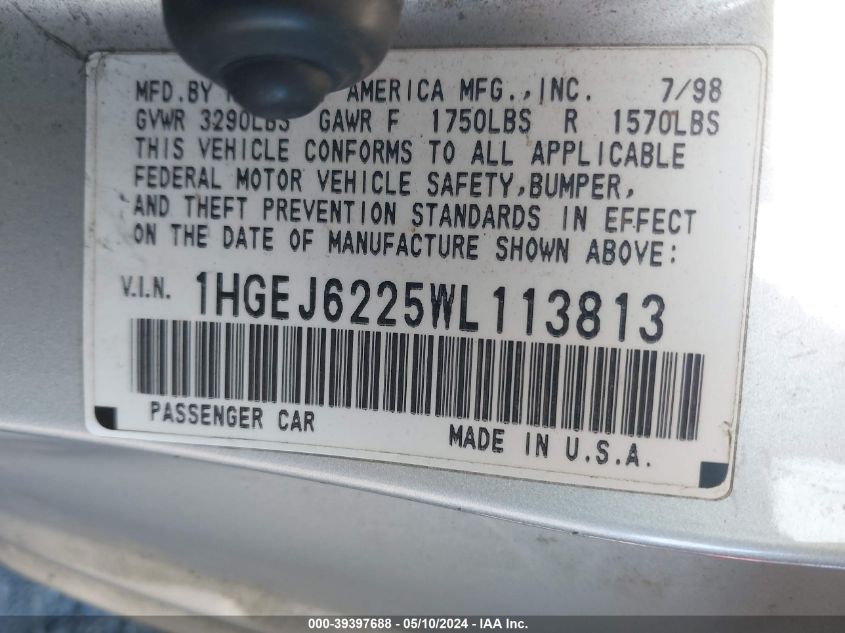 MFD.BY AMERICA MFG.,INC. 7/98
GVWR 3290LBS GAWR F 1750LBS R 1570LBS
THIS VEHICLE CONFORMS TO ALL APPLICABLE
FEDERAL MOTOR VEHICLE SAFETY,BUMPER,
AND THEFT PREVENTION STANDARDS IN EFFECT
ON THE DATE OF MANUFACTURE SHOWN ABOVE:
V.I.N. 1HGEJ6225WL113813
PASSENGER CAR MADE IN U.S.A.
000-39397688 - 05/10/2024 - IAA Inc.